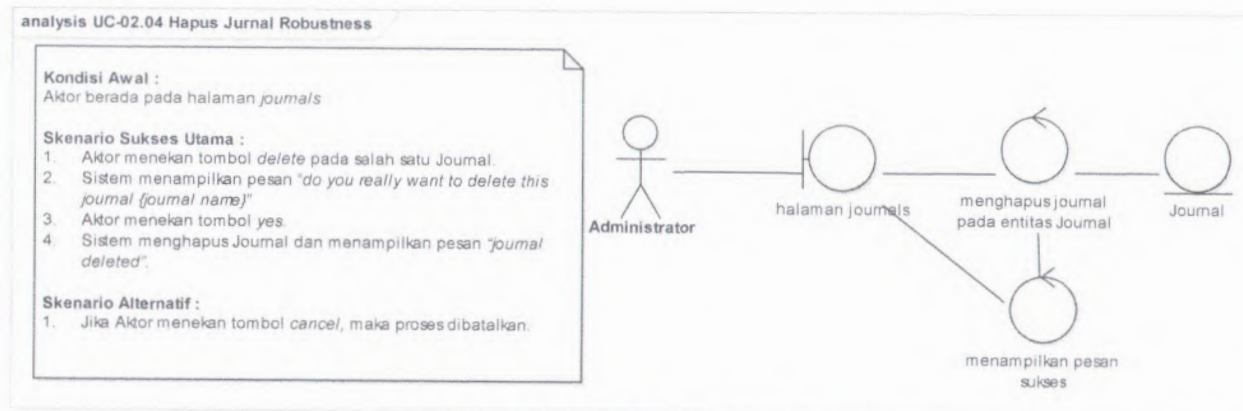 analysis UC-02.04 Hapus Jurnal Robustness
Kondisi Awal :
Aktor berada pada halaman journals
Skenario Sukses Utama :
1. Aktor menekan tombol delete pada salah satu Journal.
2. Sistem menampilkan pesan "do you really want to delete this
journal {journal name}"
3. Aktor menekan tombol yes.
4. Sistem menghapus Journal dan menampilkan pesan "journal
deleted".
Skenario Alternatif :
1. Jika Aktor menekan tombol cancel, maka proses dibatalkan.
Administrator
halaman journals
menghapus journal
pada entitas Journal
Journal
menampilkan pesan
sukses